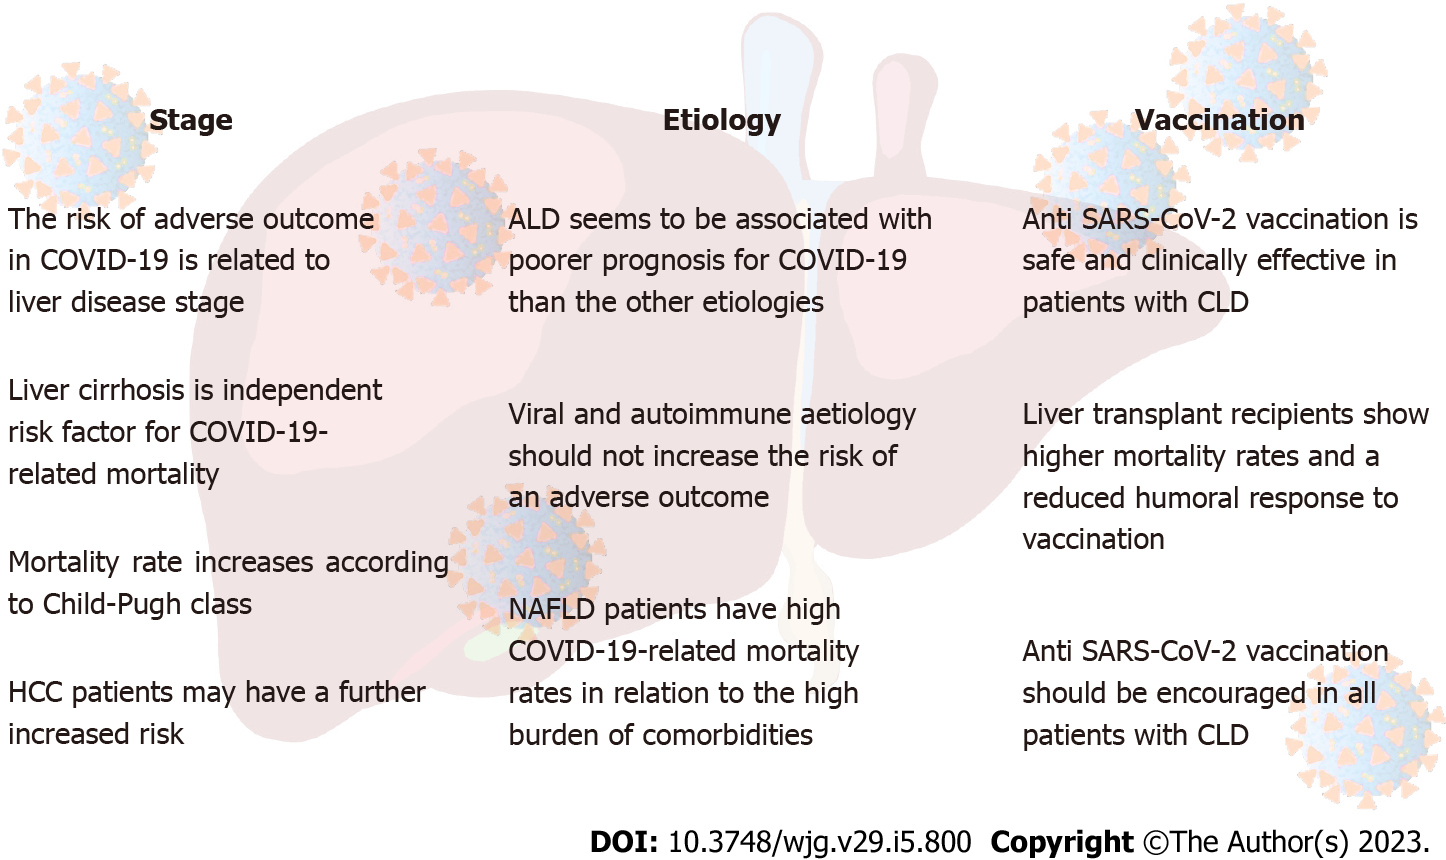 Stage
The risk of adverse outcome
in COVID-19 is related to
liver disease stage
Liver cirrhosis is independent
risk factor for COVID-19-
related mortality
Mortality rate increases according
to Child-Pugh class
HCC patients may have a further
increased risk
Etiology
ALD seems to be associated with
poorer prognosis for COVID-19
than the other etiologies
Viral and autoimmune aetiology
should not increase the risk of
an adverse outcome
NAFLD patients have high
COVID-19-related mortality
rates in relation to the high
burden of comorbidities
Vaccination
Anti SARS-CoV-2 vaccination is
safe and clinically effective in
patients with CLD
Liver transplant recipients show
higher mortality rates and a
reduced humoral response to
vaccination
Anti SARS-CoV-2 vaccination
should be encouraged in all
patients with CLD
DOI: 10.3748/wjg.v29.i5.800 Copyright ©The Author(s) 2023.